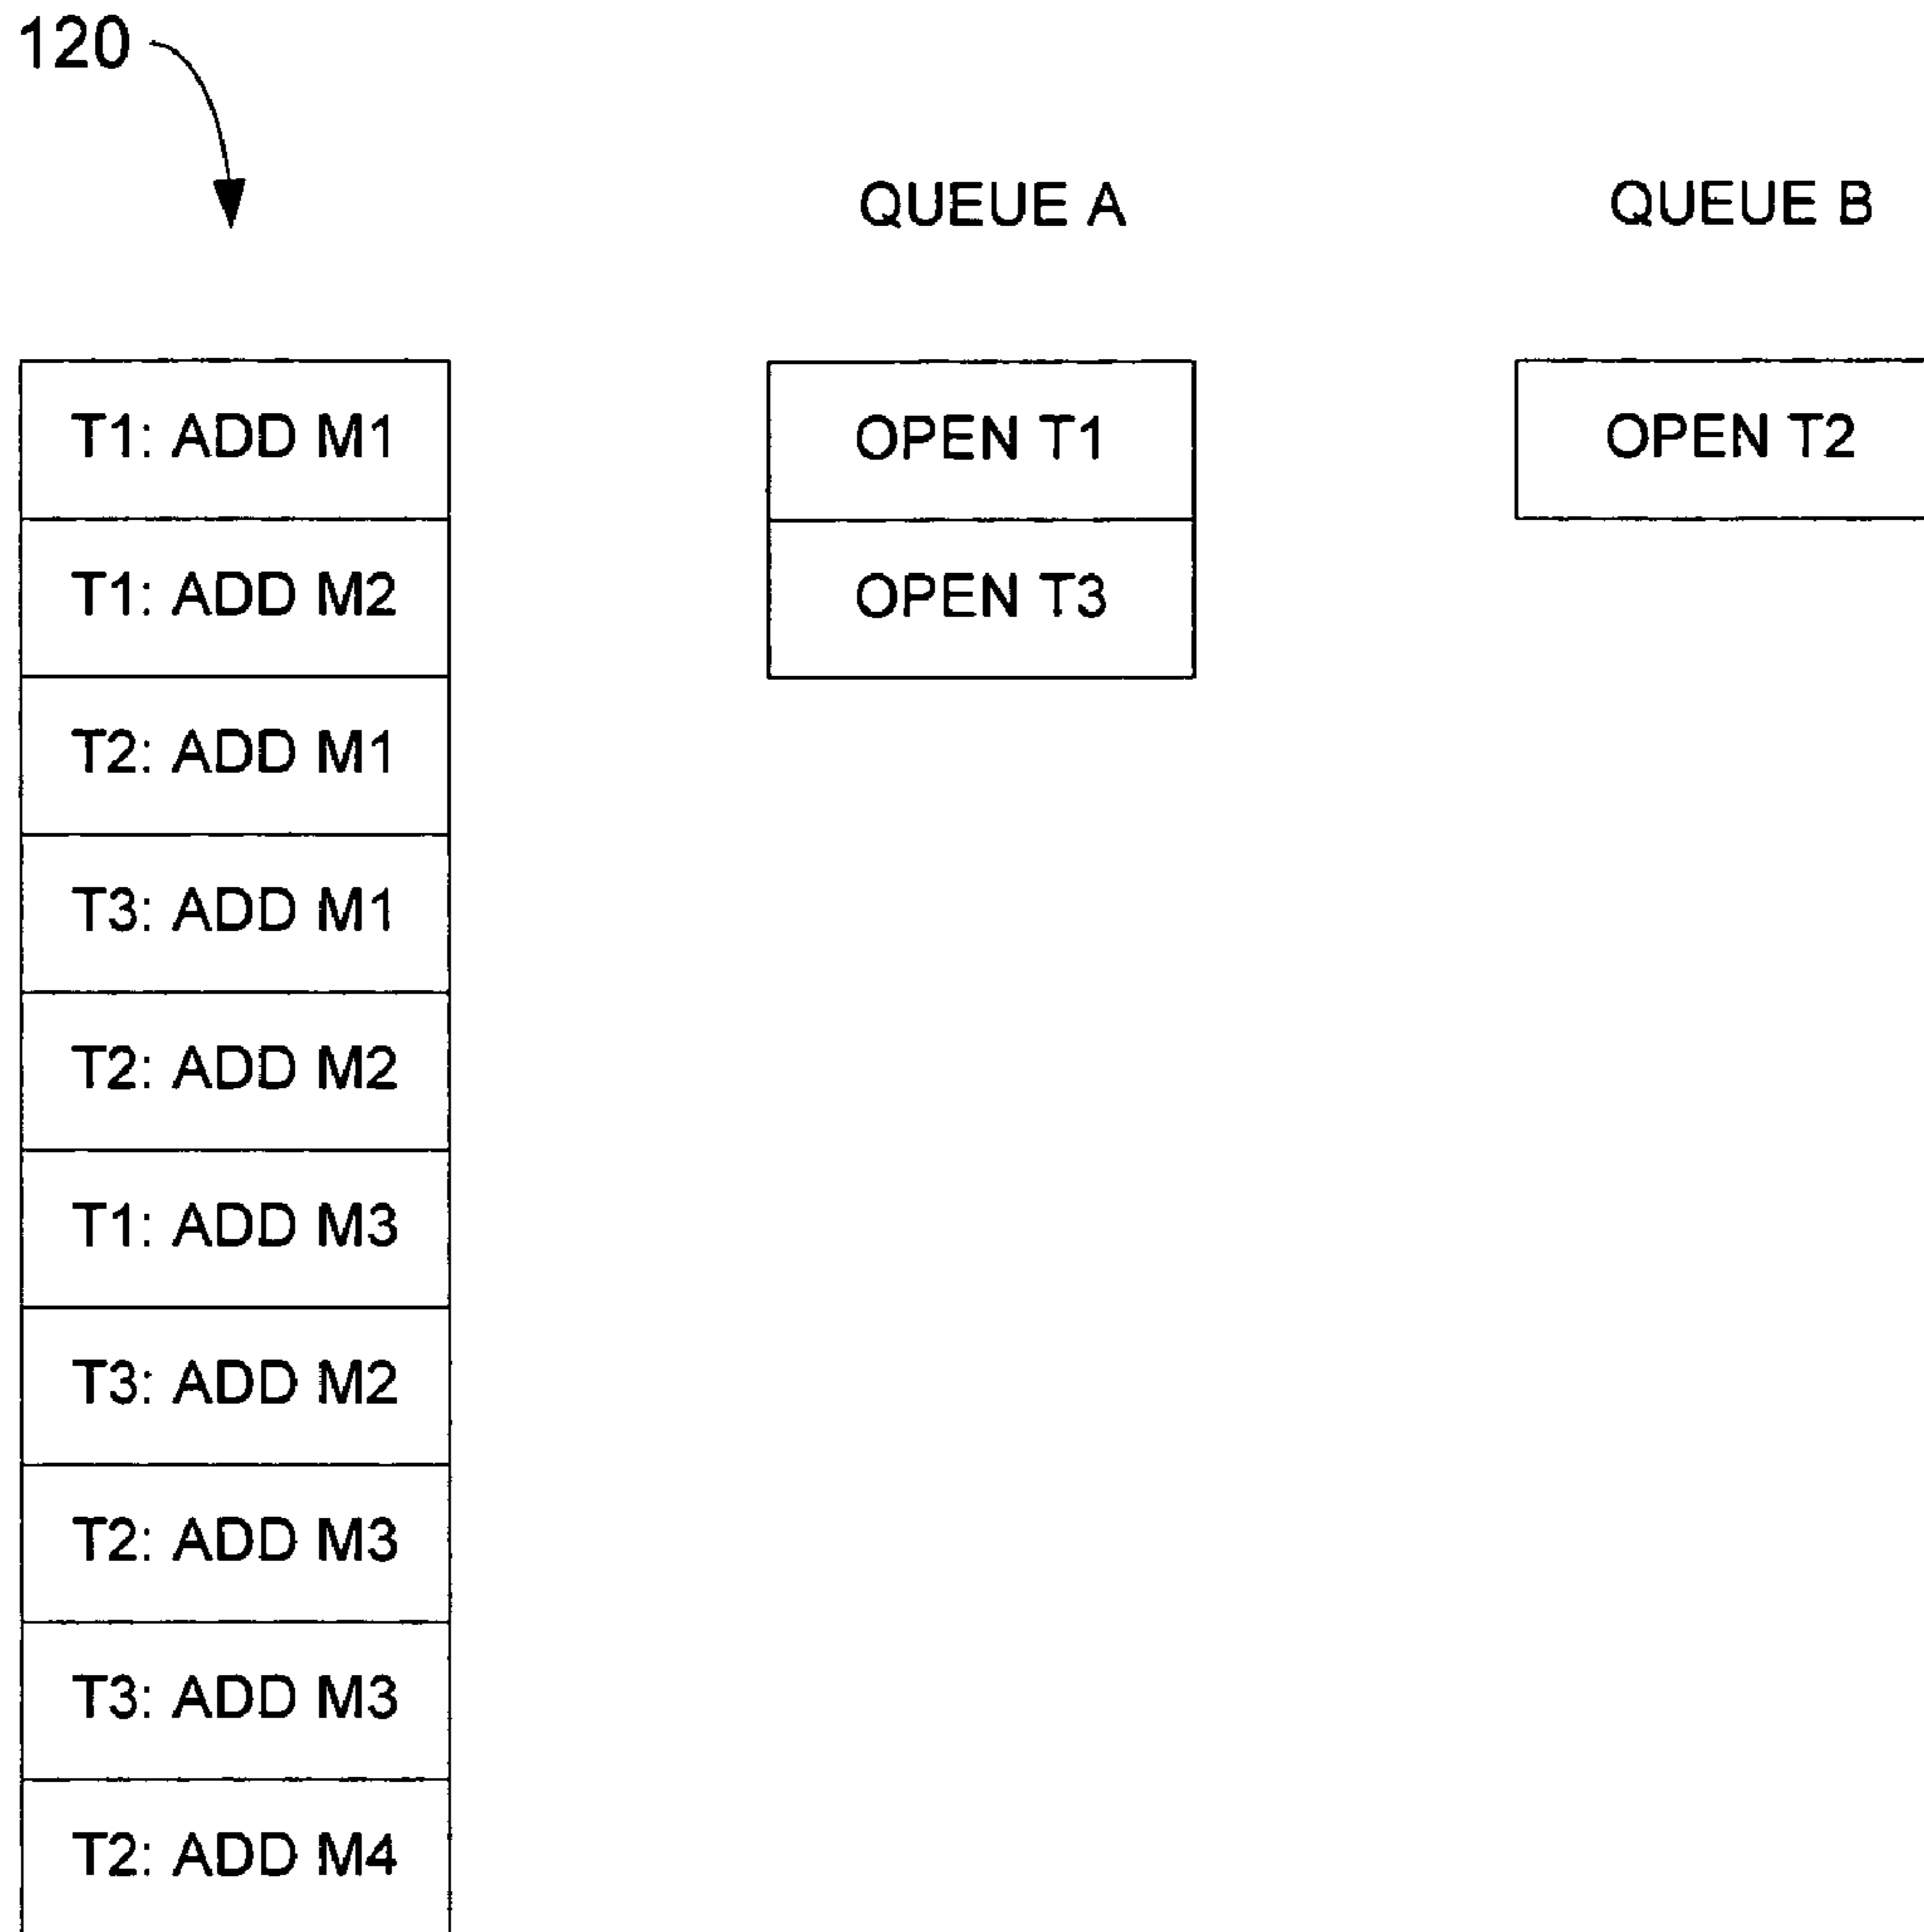 120
QUEUE A
QUEUE B
T1: ADD M1
OPEN T1
OPEN T2
T1: ADD M2
OPEN T3
T2: ADD M1
T3: ADD M1
T2: ADD M2
T1: ADD M3
T3: ADD M2
T2: ADD M3
T3: ADD M3
T2: ADD M4